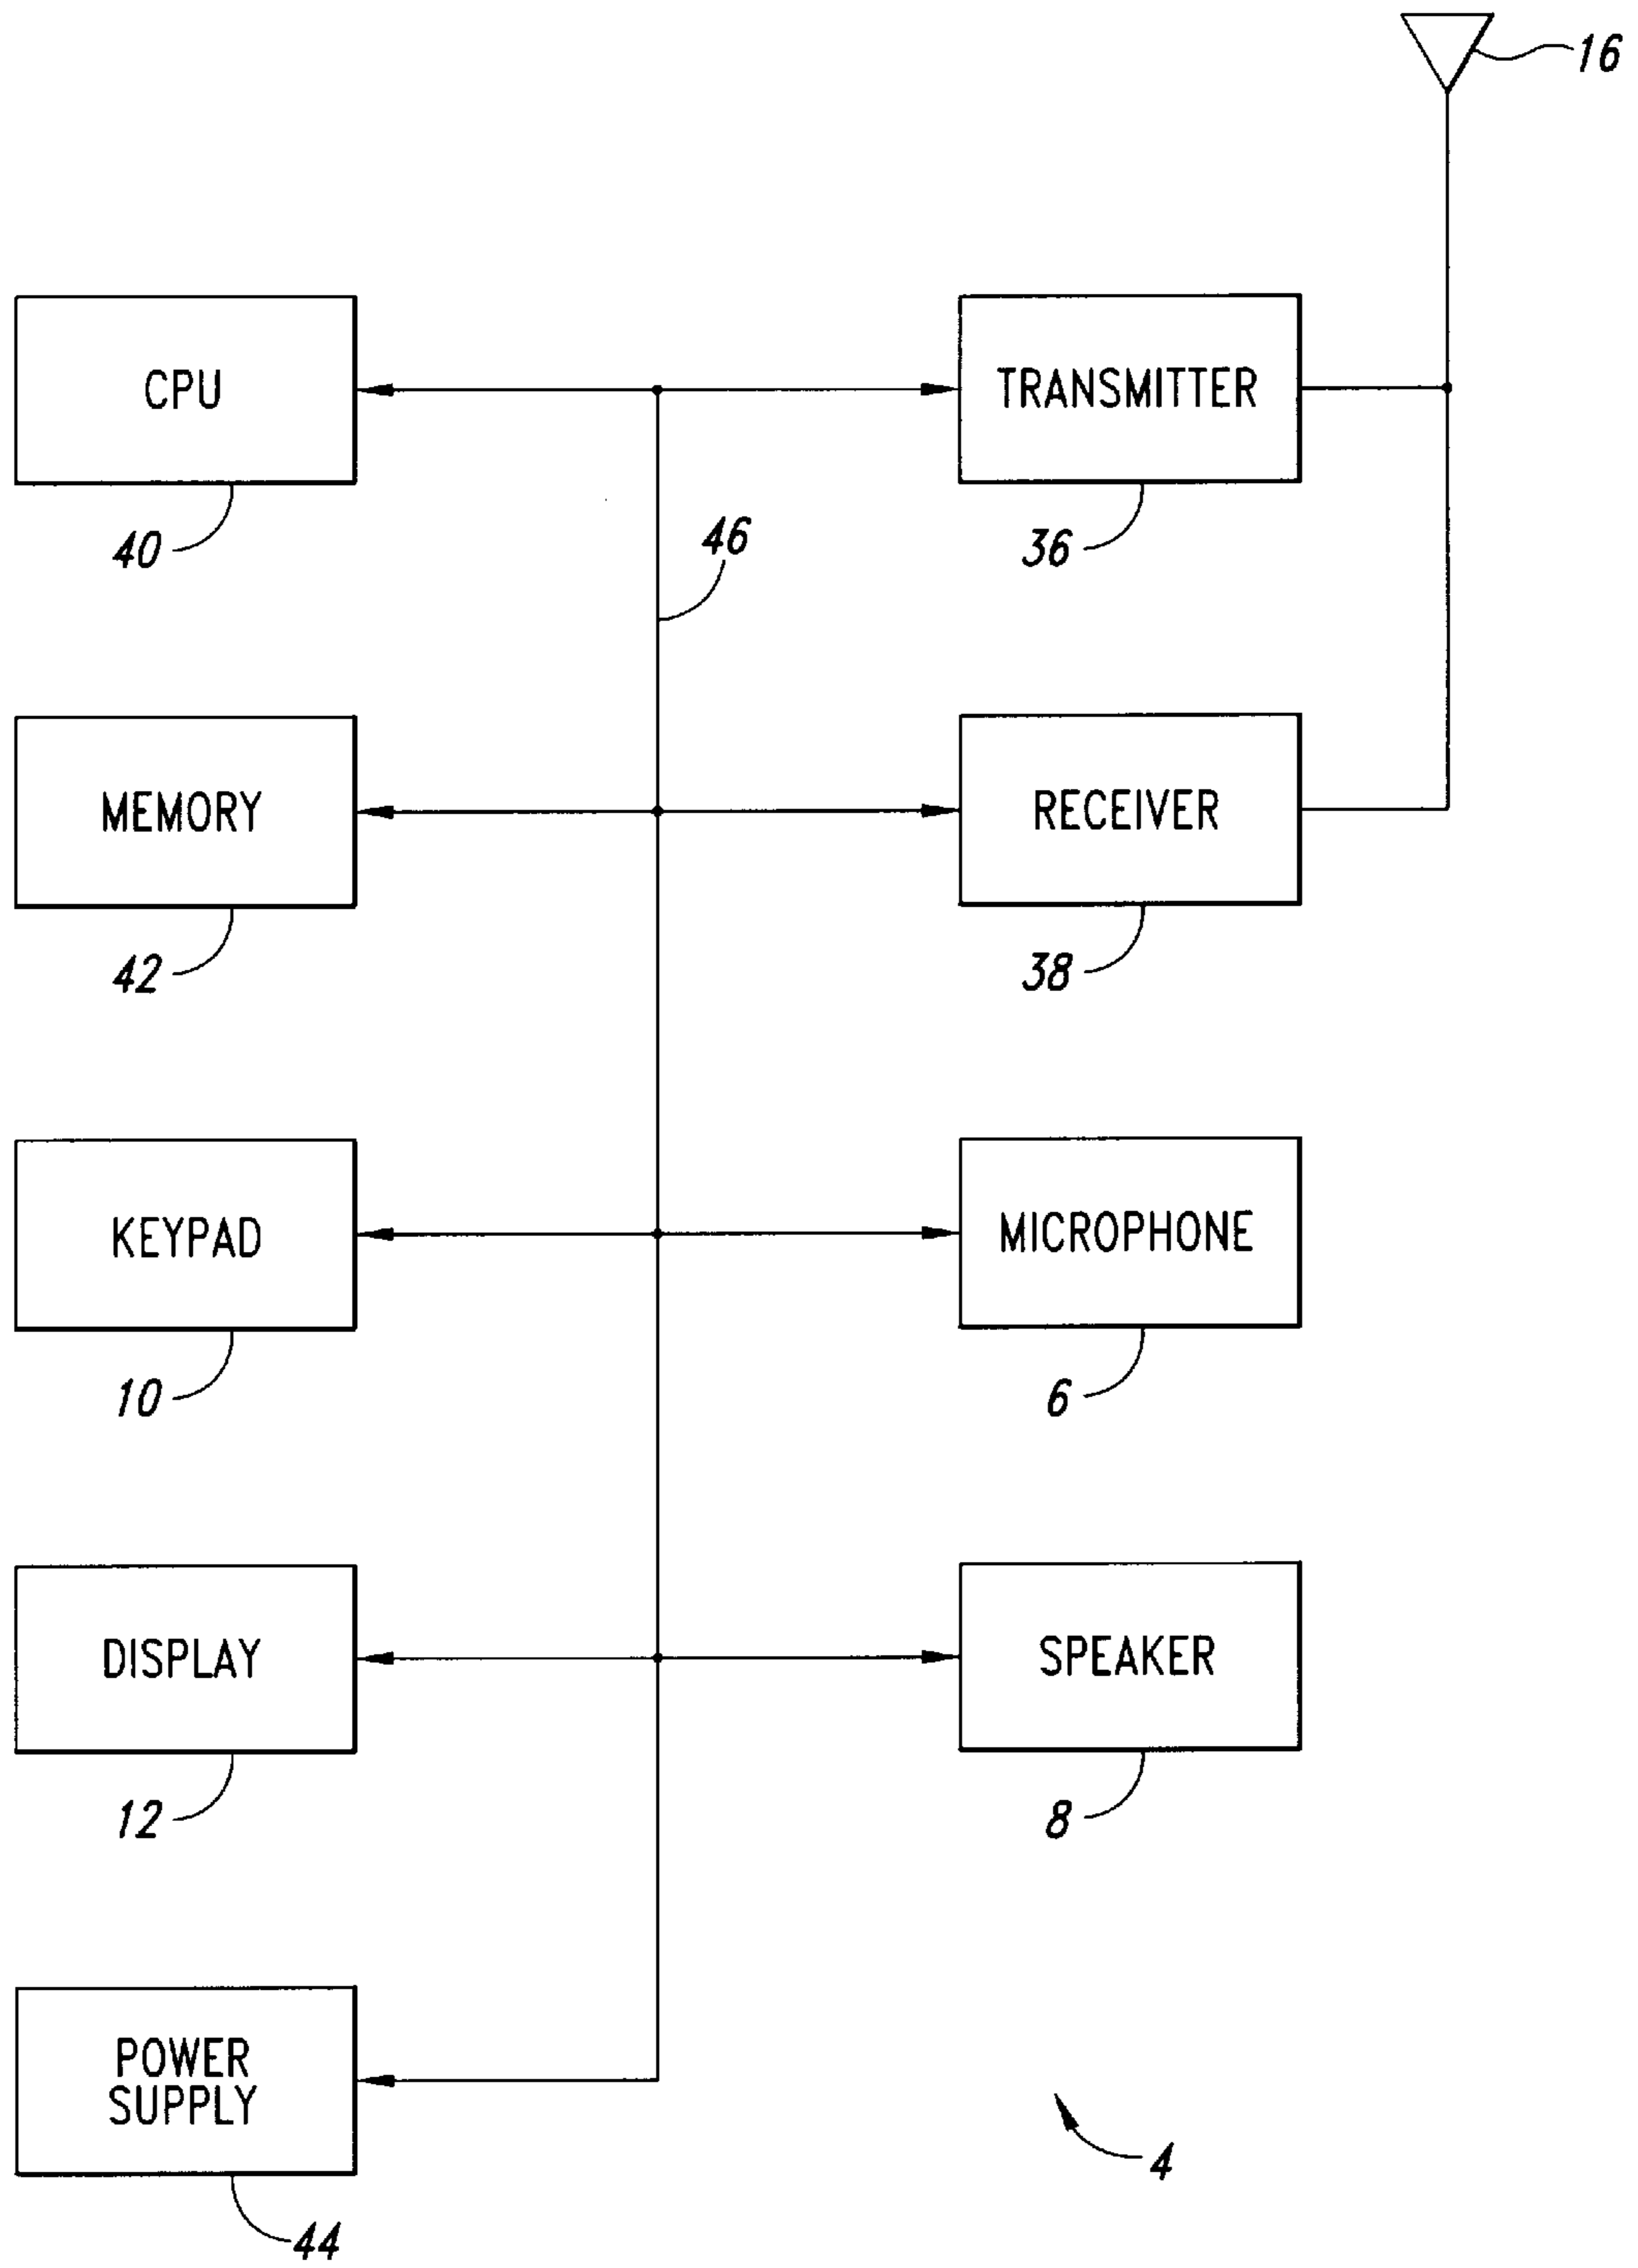 16
CPU
TRANSMITTER
40
46
36
MEMORY
RECEIVER
42
38
KEYPAD
MICROPHONE
10
6
DISPLAY
SPEAKER
12
8
POWER
SUPPLY
4
44